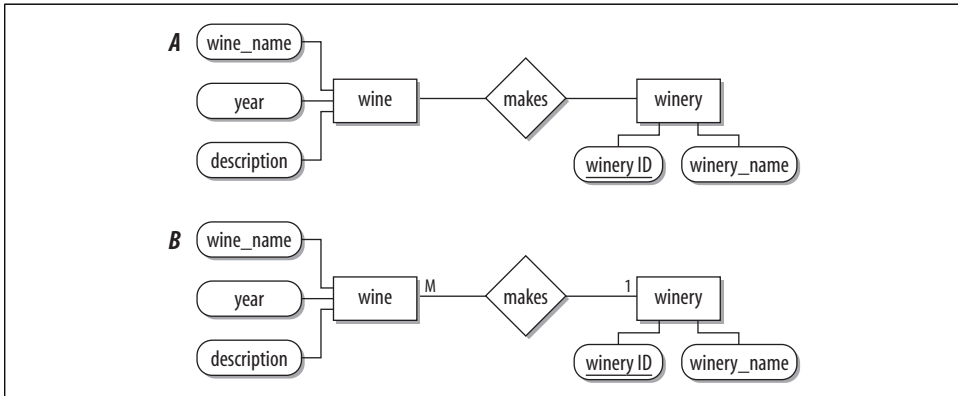 A
wine_name
year
description
wine
makes
winery
winery ID
winery_name
B
wine_name
year
description
wine
M
makes
1
winery
winery ID
winery_name